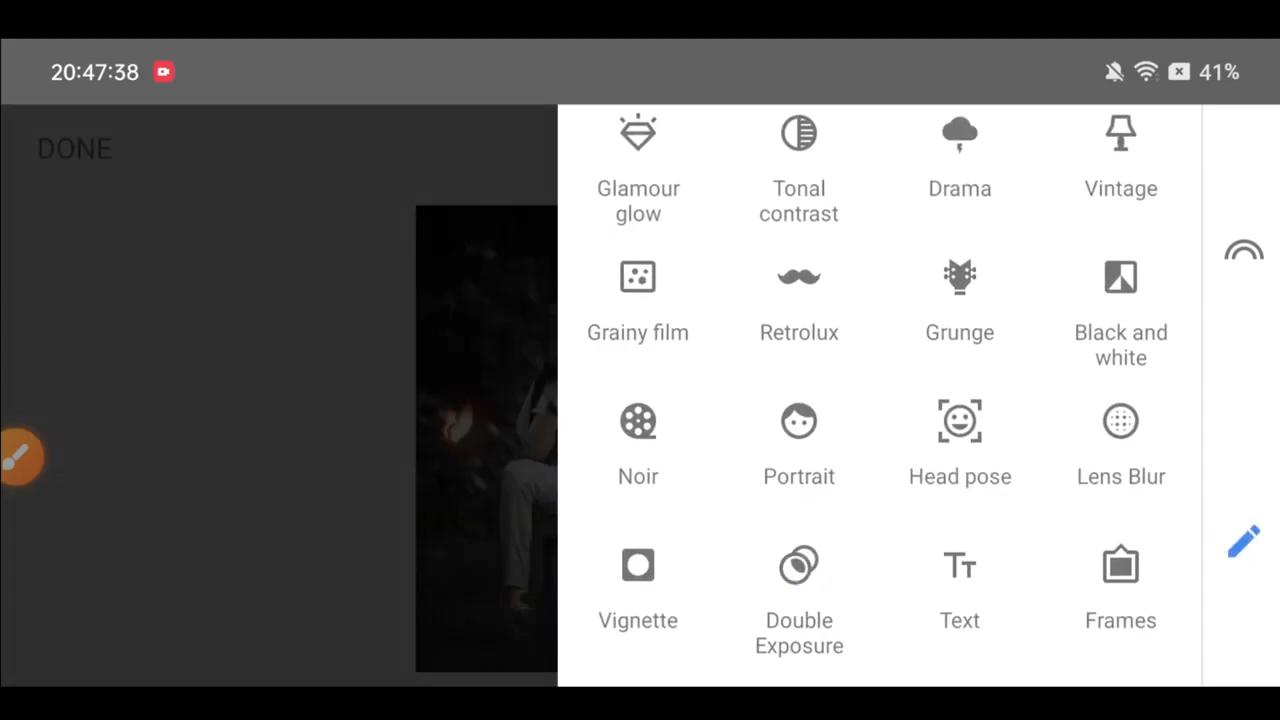 20:47:38
41%
DONE
Glamour
glow
Tonal
contrast
Drama
Vintage
Grainy film
Retrolux
Grunge
Black and
white
Noir
Portrait
Head pose
Lens Blur
Vignette
Double
Exposure
Text
Frames